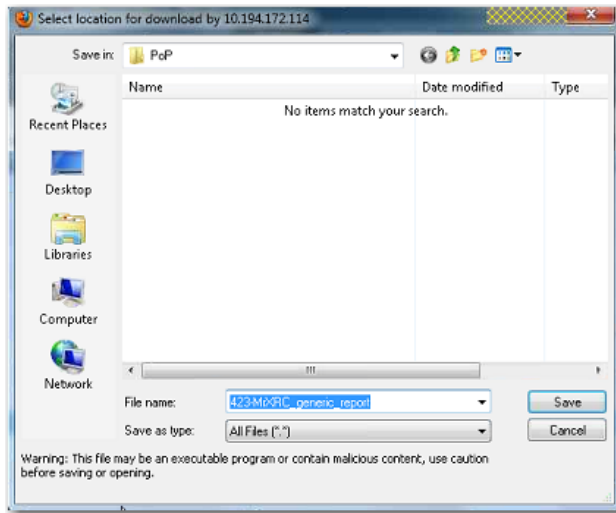 Select location for download by 10.194.172.114
Save in: PoP
Name Date modified Type
No items match your search.
Recent Places
Desktop
Libraries
Computer
Network
File name: 423-MiXRC_generic_report Save
Save as type: All Files (*.*) Cancel
Warning: This file may be an executable program or contain malicious content, use caution
before saving or opening.